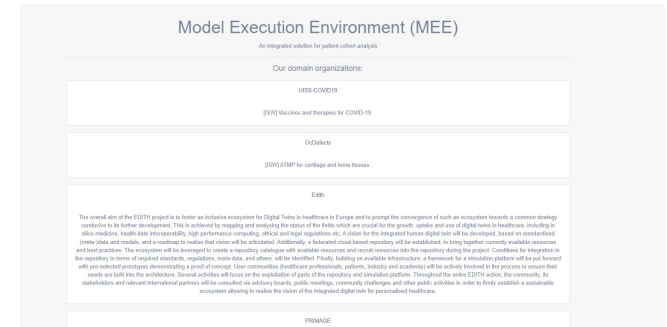 Model Execution Environment (MEE)
An integrated solution for patient cohort analysis
Our domain organizations:
UISS-COVID19
[ISW] Vaccines and therapies for COVID-19.
OcDefects
[ISW] ATMP for cartilage and bone tissues.
Edith
The overall aim of the EDITH project is to foster an inclusive ecosystem for Digital Twins in healthcare in Europe and to prompt the convergence of such an ecosystem towards a common strategy
conducive to its further development. This is achieved by mapping and analysing the status of the fields which are crucial for the growth, uptake and use of digital twins in healthcare, including in
silico medicine, health data interoperability, high performance computing, ethical and legal regulations etc. A vision for the integrated human digital twin will be developed, based on standardised
(meta-)data and models, and a roadmap to realise that vision will be articulated. Additionally, a federated cloud-based repository will be established, to bring together currently available resources
and best practices. The ecosystem will be leveraged to create a repository catalogue with available resources and recruit resources into the repository during the project. Conditions for integration in
the repository in terms of required standards, regulations, meta-data, and others, will be identified. Finally, building on available infrastructure, a framework for a simulation platform will be put forward
with pre-selected prototypes demonstrating a proof of concept. User communities (healthcare professionals, patients, industry and academia) will be actively involved in the process to ensure their
needs are built into the architecture. Several activities will focus on the exploitation of parts of the repository and simulation platform. Throughout the entire EDITH action, the community, its
stakeholders and relevant international partners will be consulted via advisory boards, public meetings, community challenges and other public activities in order to firmly establish a sustainable
ecosystem allowing to realise the vision of the integrated digital twin for personalised healthcare.
PRIMAGE